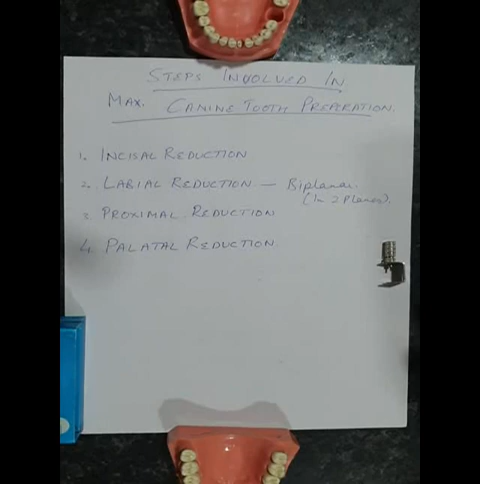 STEPS INVOLVED IN
MAX. CANINE TOOTH PREPERATION.
1. INCISAL REDUCTION
2. LABIAL REDUCTION — Biplanar.
(In 2 Planes).
3. PROXIMAL REDUCTION
4. PALATAL REDUCTION